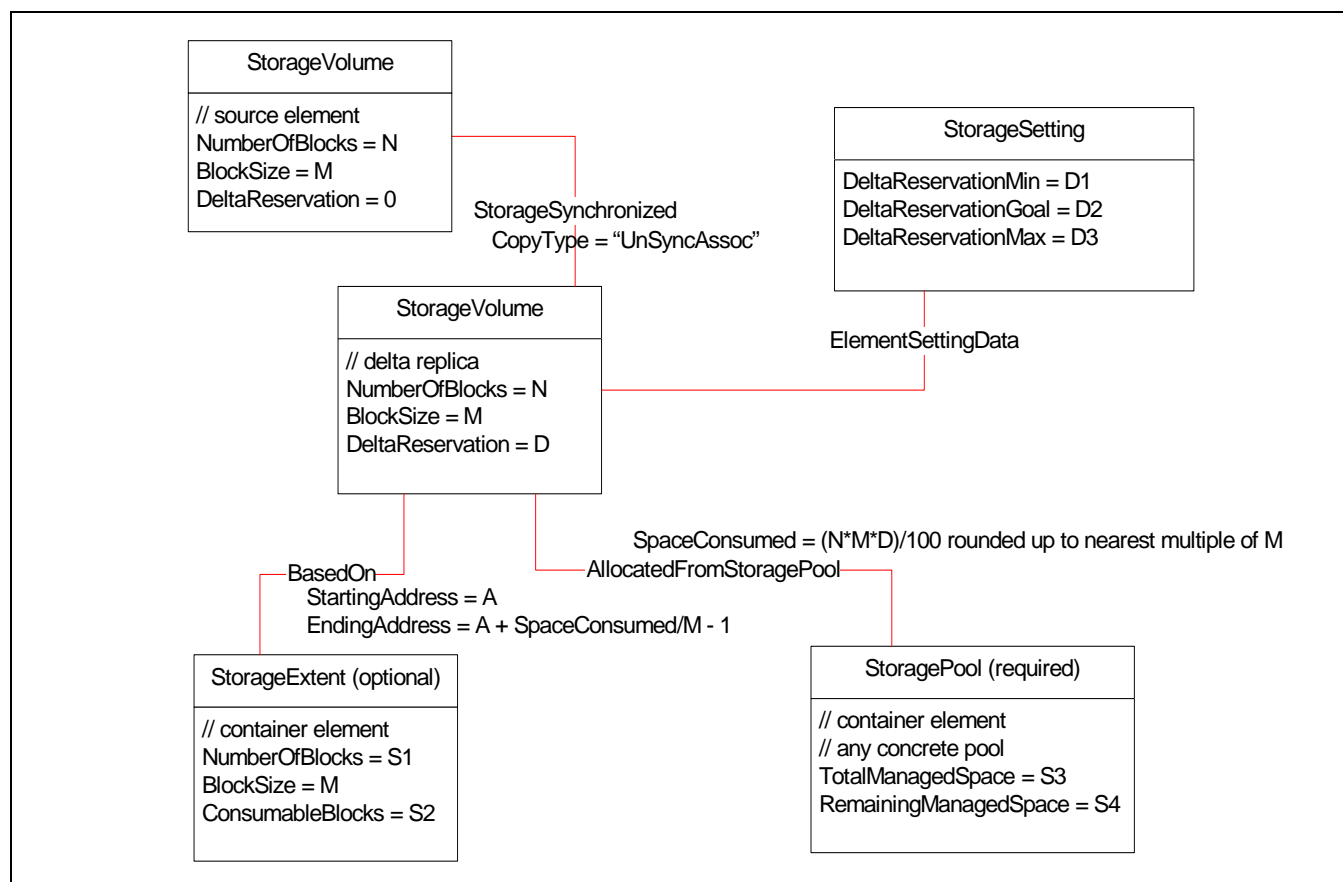 StorageVolume
// source element
NumberOfBlocks = N
BlockSize = M
DeltaReservation = 0
StorageSetting
DeltaReservationMin = D1
DeltaReservationGoal = D2
DeltaReservationMax = D3
StorageSynchronized
CopyType = “UnSyncAssoc”
StorageVolume
// delta replica
NumberOfBlocks = N
BlockSize = M
DeltaReservation = D
ElementSettingData
SpaceConsumed = (N*M*D)/100 rounded up to nearest multiple of M
AllocatedFromStoragePool
BasedOn
StartingAddress = A
EndingAddress = A + SpaceConsumed/M - 1
StorageExtent (optional)
// container element
NumberOfBlocks = S1
BlockSize = M
ConsumableBlocks = S2
StoragePool (required)
// container element
// any concrete pool
TotalManagedSpace = S3
RemainingManagedSpace = S4